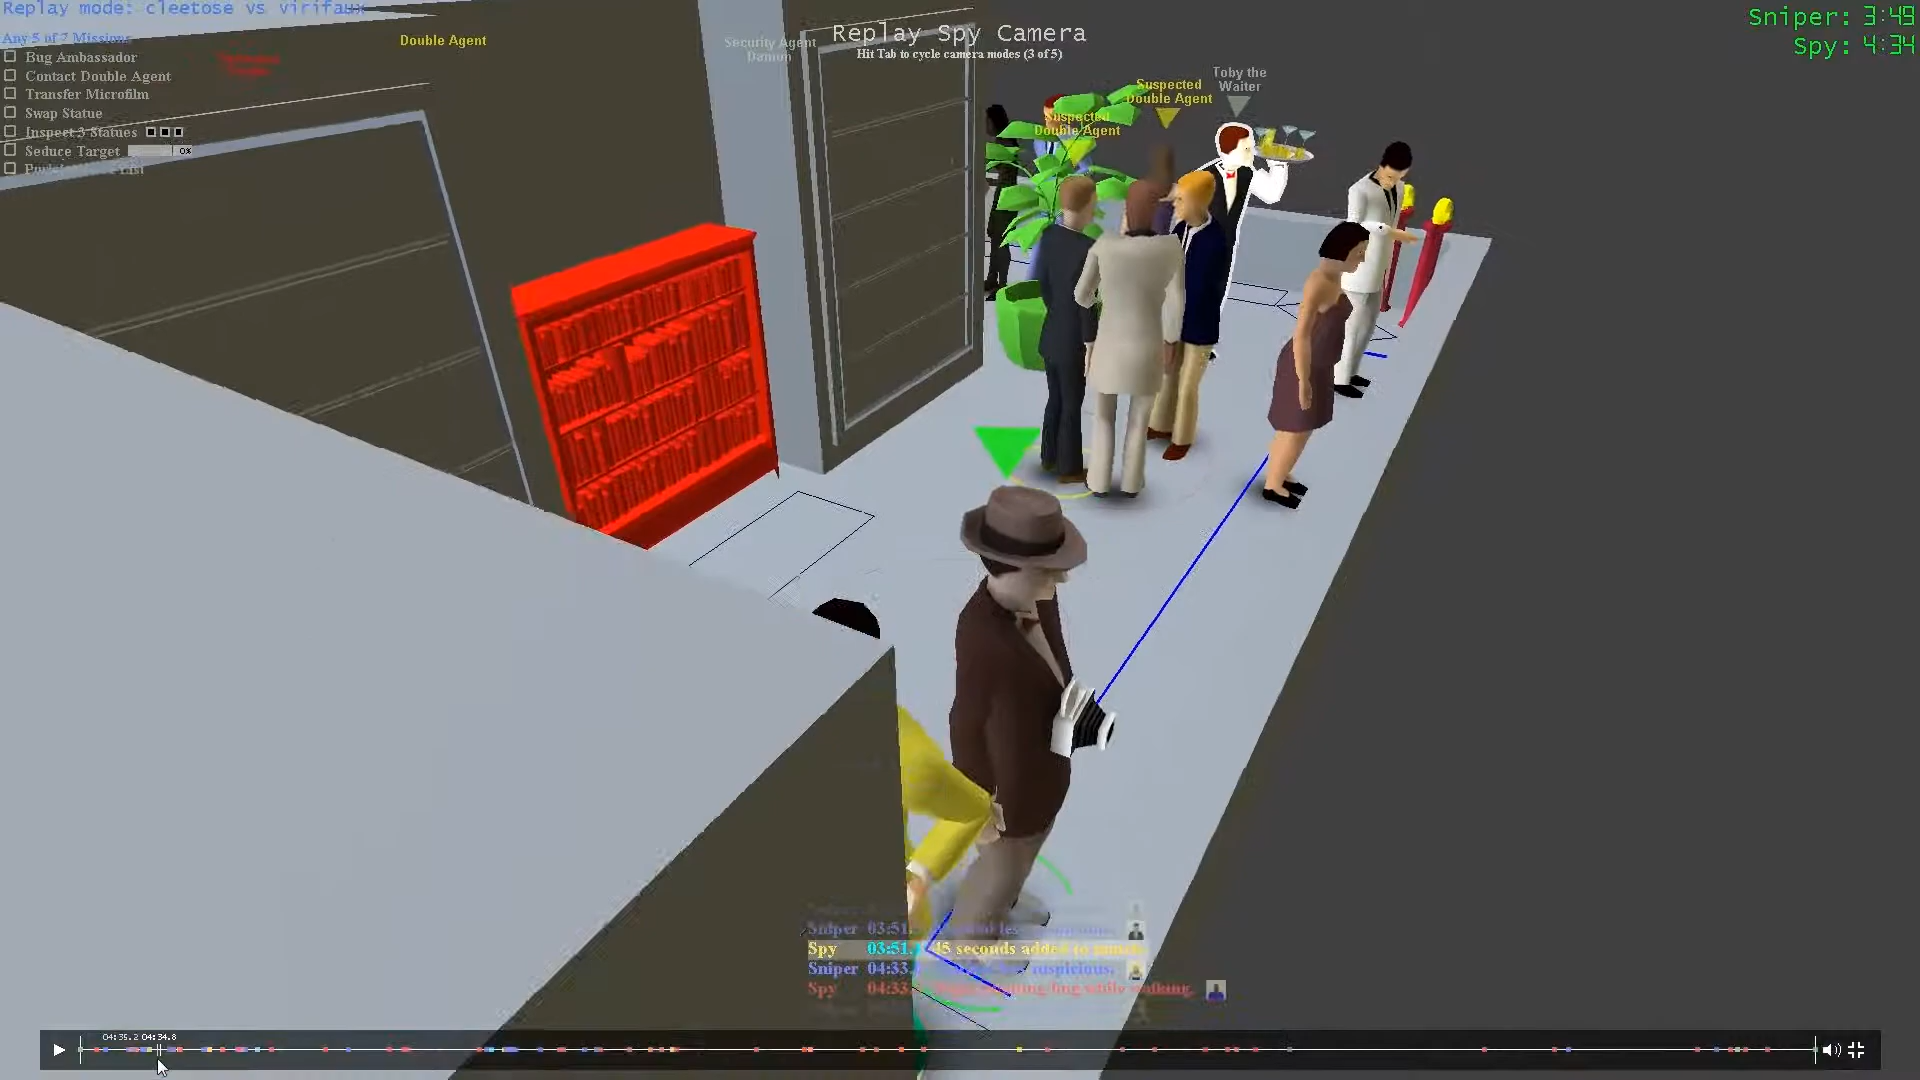 Replay mode: cleetose vs virifaux
Any 5 of 7 Missions
Bug Ambassador
Contact Double Agent
Transfer Microfilm
Swap Statue
Inspect 3 Statues
Seduce Target 0%
Double Agent
Security Agent
Damon
Replay Spy Camera
Hit Tab to cycle camera modes (3 of 5)
Sniper: 3:49
Spy: 4:34
Suspected
Double Agent
Suspected
Double Agent
Toby the
Waiter
Sniper 03:51.
Spy 03:51. 45 seconds added to
Sniper 04:33. suspicious.
Spy 04:33. while walking.
04:35.2 04:34.8